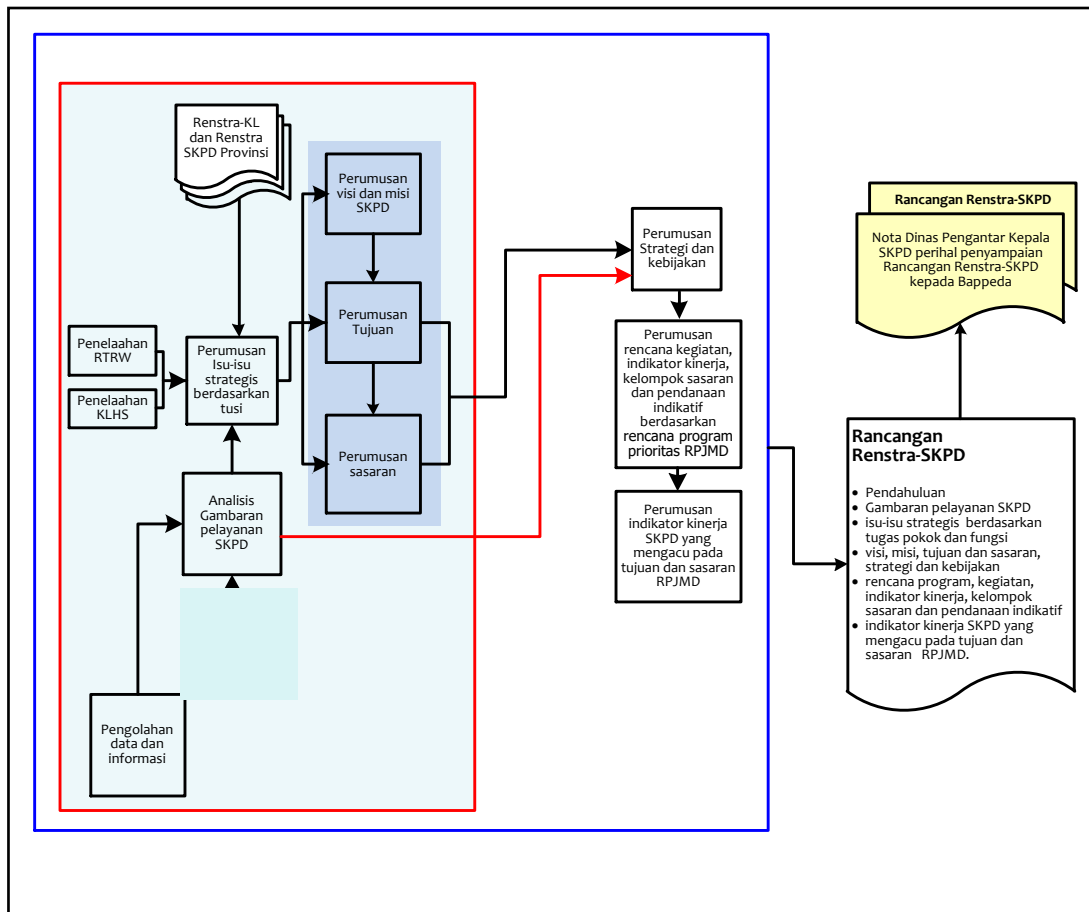 Renstra-KL
dan Renstra
SKPD Provinsi
Perumusan
visi dan misi
SKPD
Perumusan
Tujuan
Perumusan
sasaran
Penelaahan
RTRW
Penelaahan
KLHS
Perumusan
Isu-isu
strategis
berdasarkan
tusi
Analisis
Gambaran
pelayanan
SKPD
Pengolahan
data dan
informasi
Perumusan
Strategi dan
kebijakan
Perumusan
rencana kegiatan,
indikator kinerja,
kelompok sasaran
dan pendanaan
indikatif
berdasarkan
rencana program
prioritas RPJMD
Perumusan
indikator kinerja
SKPD yang
mengacu pada
tujuan dan sasaran
RPJMD
Rancangan Renstra-SKPD
Nota Dinas Pengantar Kepala
SKPD perihal penyampaian
Rancangan Renstra-SKPD
kepada Bappeda
Rancangan
Renstra-SKPD
• Pendahuluan
• Gambaran pelayanan SKPD
• isu-isu strategis berdasarkan
tugas pokok dan fungsi
• visi, misi, tujuan dan sasaran,
strategi dan kebijakan
• rencana program, kegiatan,
indikator kinerja, kelompok
sasaran dan pendanaan indikatif
• indikator kinerja SKPD yang
mengacu pada tujuan dan
sasaran RPJMD.